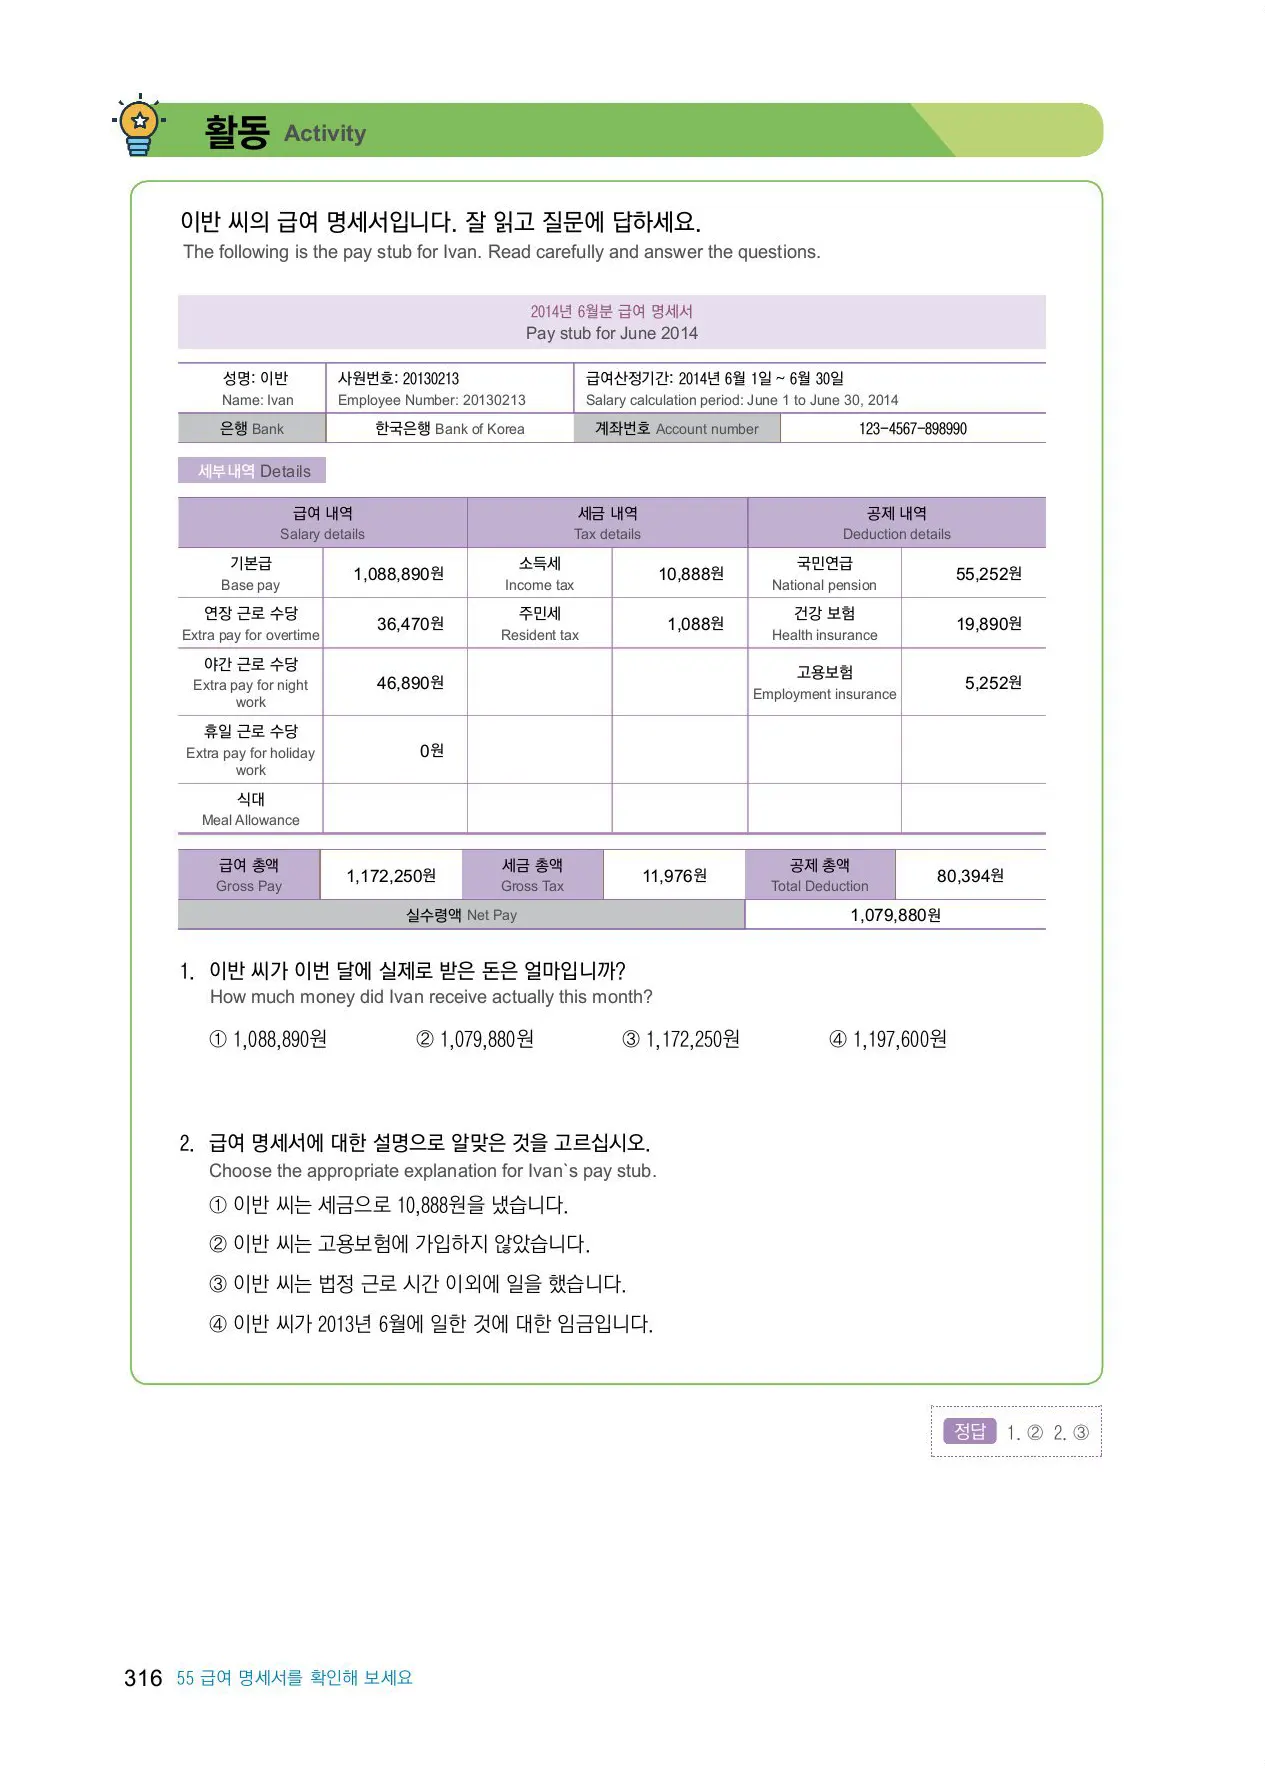 활동 Activity
이반 씨의 급여 명세서입니다. 잘 읽고 질문에 답하세요.
The following is the pay stub for Ivan. Read carefully and answer the questions.
2014년 6월분 급여 명세서
Pay stub for June 2014
성명: 이반 사원번호: 20130213 급여산정기간: 2014년 6월 1일 ~ 6월 30일
Name: Ivan Employee Number: 20130213 Salary calculation period: June 1 to June 30, 2014
은행 Bank 한국은행 Bank of Korea 계좌번호 Account number 123-4567-898990
세부내역 Details
급여 내역 세금 내역 공제 내역
Salary details Tax details Deduction details
기본급 1,088,890원 소득세 10,888원 국민연급 55,252원
Base pay Income tax National pension
연장 근로 수당 36,470원 주민세 1,088원 건강 보험 19,890원
Extra pay for overtime Resident tax Health insurance
야간 근로 수당 46,890원 고용보험 5,252원
Extra pay for night Employment insurance
work
휴일 근로 수당 0원
Extra pay for holiday
work
식대
Meal Allowance
급여 총액 1,172,250원 세금 총액 11,976원 공제 총액 80,394원
Gross Pay Gross Tax Total Deduction
실수령액 Net Pay 1,079,880원
1. 이반 씨가 이번 달에 실제로 받은 돈은 얼마입니까?
How much money did Ivan receive actually this month?
① 1,088,890원 ② 1,079,880원 ③ 1,172,250원 ④ 1,197,600원
2. 급여 명세서에 대한 설명으로 알맞은 것을 고르십시오.
Choose the appropriate explanation for Ivan`s pay stub.
① 이반 씨는 세금으로 10,888원을 냈습니다.
② 이반 씨는 고용보험에 가입하지 않았습니다.
③ 이반 씨는 법정 근로 시간 이외에 일을 했습니다.
④ 이반 씨가 2013년 6월에 일한 것에 대한 임금입니다.
정답 1. ② 2. ③
316 55 급여 명세서를 확인해 보세요